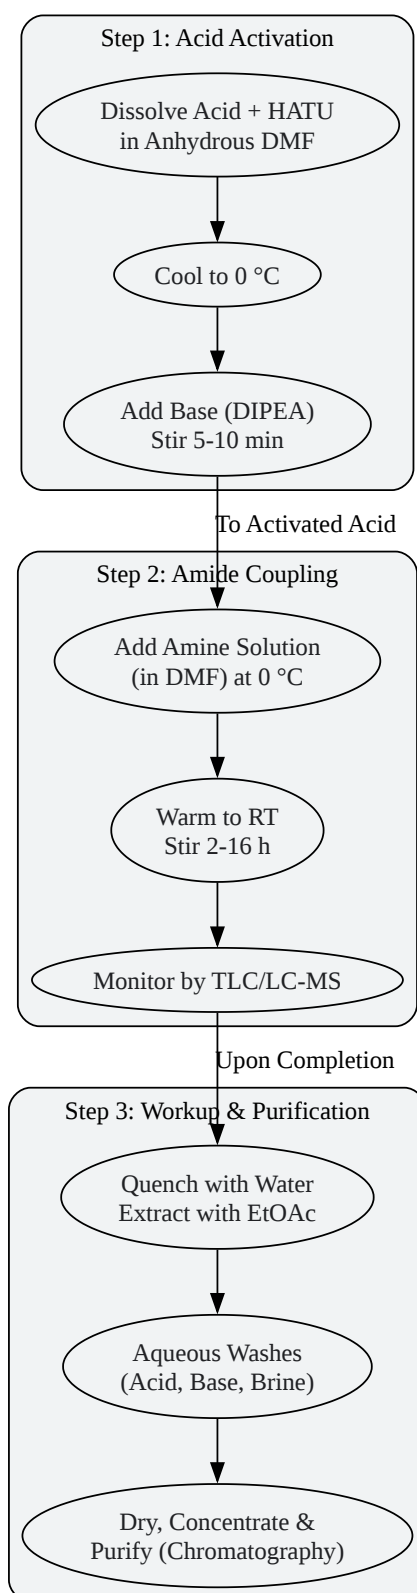 Step 1: Acid Activation
Dissolve Acid + HATU
in Anhydrous DMF
Cool to 0 °C
Add Base (DIPEA)
Stir 5-10 min
To Activated Acid
Step 2: Amide Coupling
Add Amine Solution
(in DMF) at 0 °C
Warm to RT
Stir 2-16 h
Monitor by TLC/LC-MS
Upon Completion
Step 3: Workup & Purification
Quench with Water
Extract with EtOAc
Aqueous Washes
(Acid, Base, Brine)
Dry, Concentrate &
Purify (Chromatography)